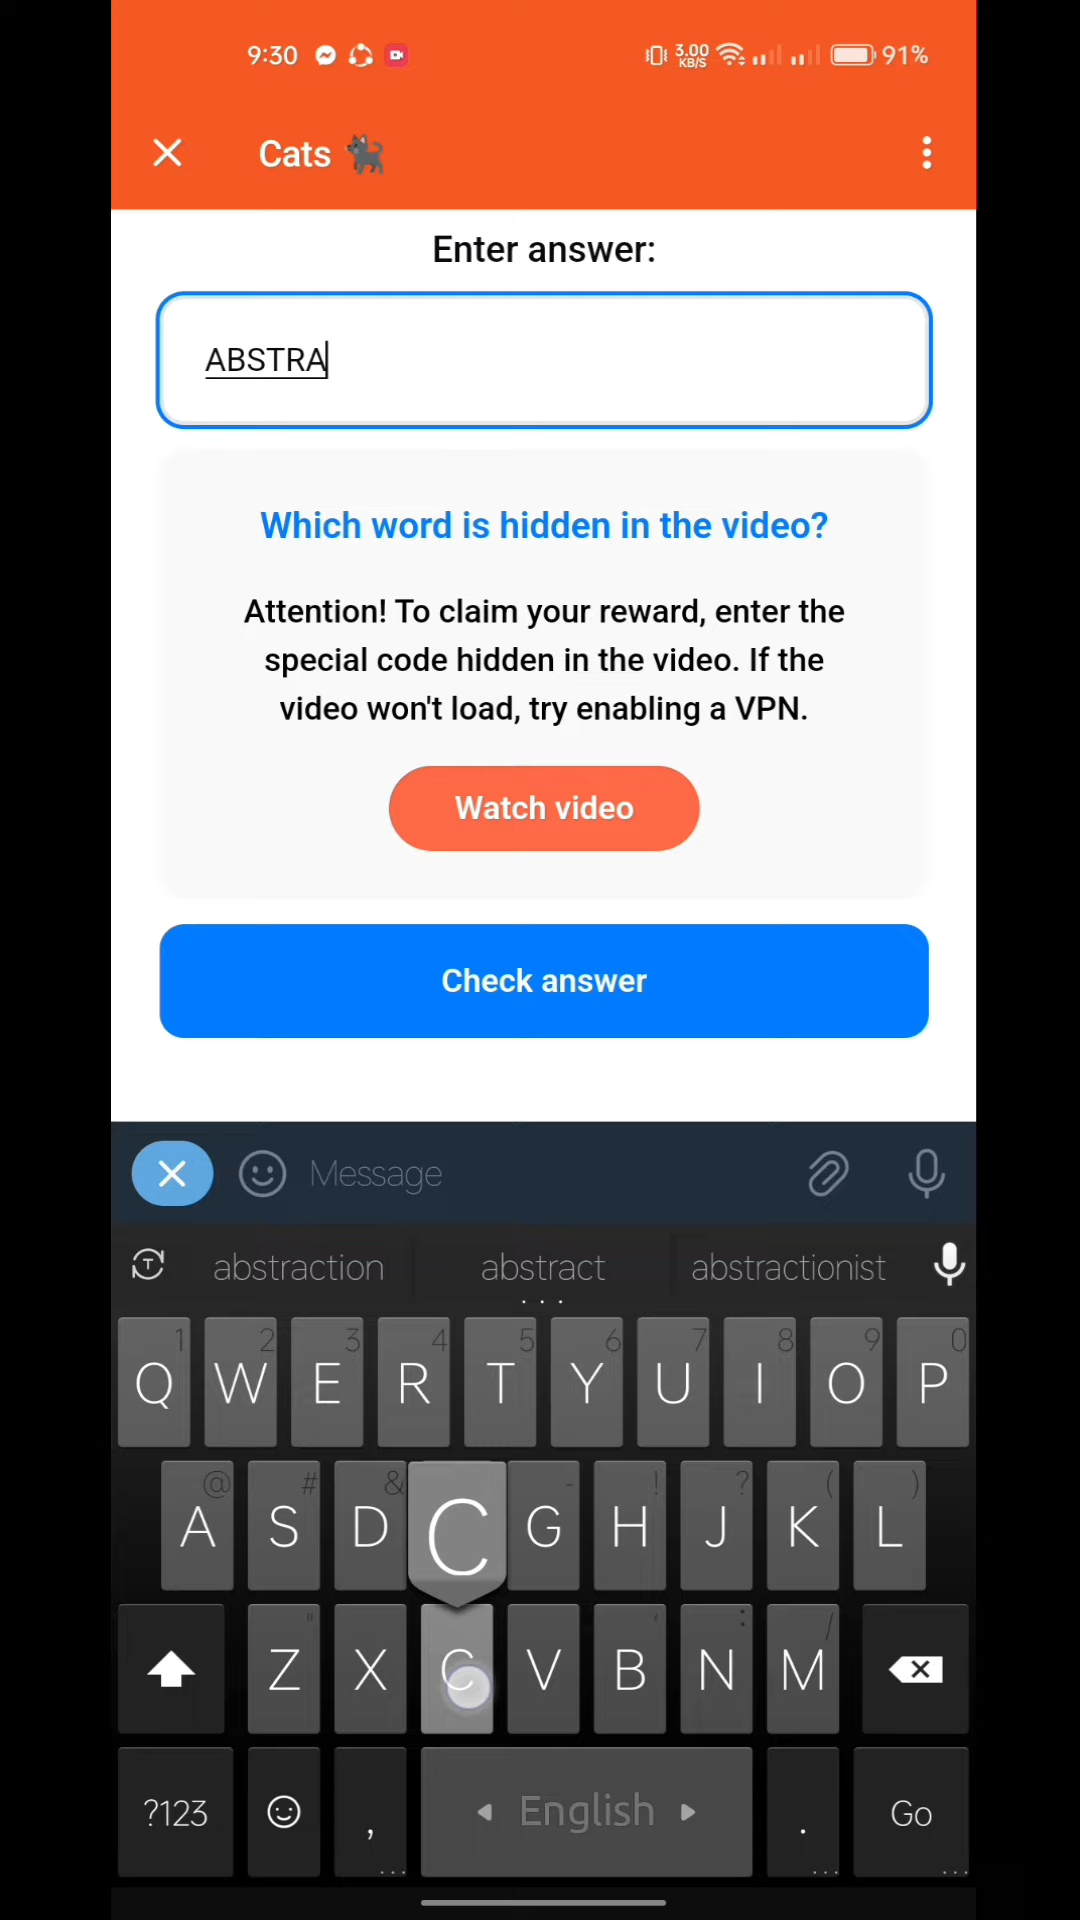 9:30 3.00 KB/S 91%
Cats
Enter answer:
ABSTRA
Which word is hidden in the video?
Attention! To claim your reward, enter the
special code hidden in the video. If the
video won't load, try enabling a VPN.
Watch video
Check answer
Message
abstraction abstract abstractionist
1 2 3 4 5 6 7 8 9 0
Q W E R T Y U I O P
@ # & - ! ? ( )
A S D C G H J K L
" ' : /
Z X C V B N M
?123 , English . Go